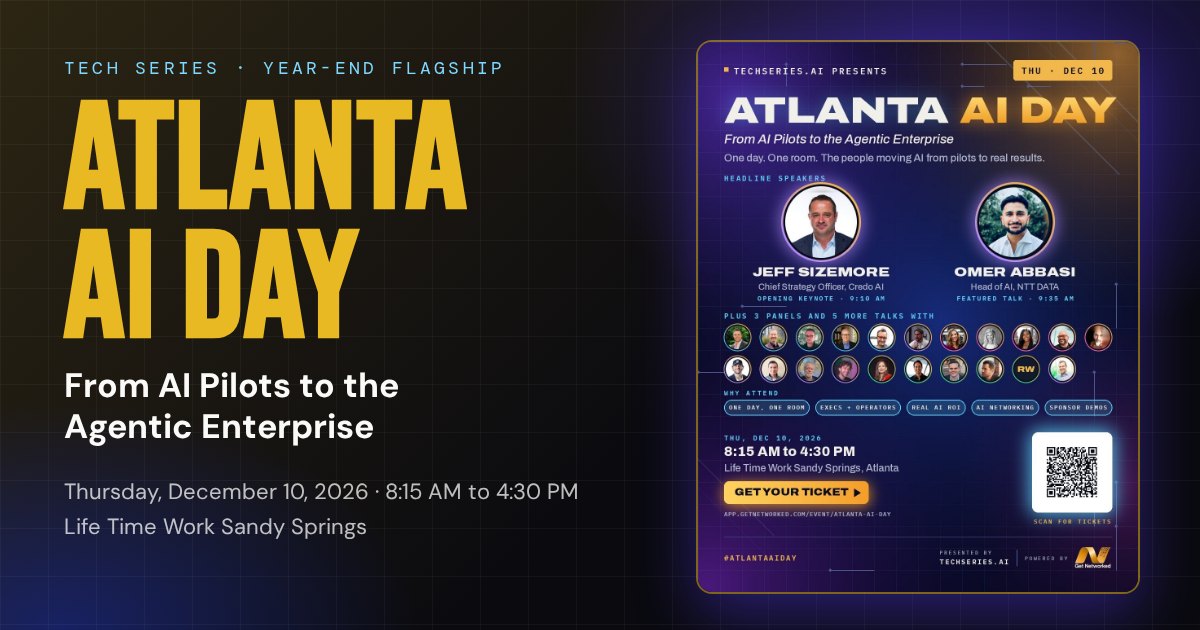 TECH SERIES · YEAR-END FLAGSHIP
ATLANTA
AI DAY
From AI Pilots to the
Agentic Enterprise
Thursday, December 10, 2026 · 8:15 AM to 4:30 PM
Life Time Work Sandy Springs
TECHSERIES.AI PRESENTS
THU · DEC 10
ATLANTA AI DAY
From AI Pilots to the Agentic Enterprise
One day. One room. The people moving AI from pilots to real results.
HEADLINE SPEAKERS
JEFF SIZEMORE
Chief Strategy Officer, Credo AI
OPENING KEYNOTE · 9:10 AM
OMER ABBASI
Head of AI, NTT DATA
FEATURED TALK · 9:35 AM
PLUS 3 PANELS AND 5 MORE TALKS WITH
RW
WHY ATTEND
ONE DAY, ONE ROOM
EXECS + OPERATORS
REAL AI ROI
AI NETWORKING
SPONSOR DEMOS
THU, DEC 10, 2026
8:15 AM to 4:30 PM
Life Time Work Sandy Springs, Atlanta
GET YOUR TICKET
APP.GETNETWORKED.COM/EVENT/ATLANTA-AI-DAY
SCAN FOR TICKETS
#ATLANTAAIDAY
PRESENTED BY
TECHSERIES.AI
POWERED BY
Get Networked